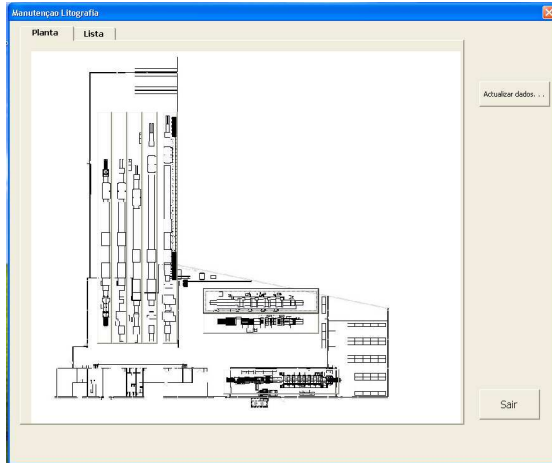 Manutençao Litografia
Planta
Lista
Actualizar dados. . .
Sair